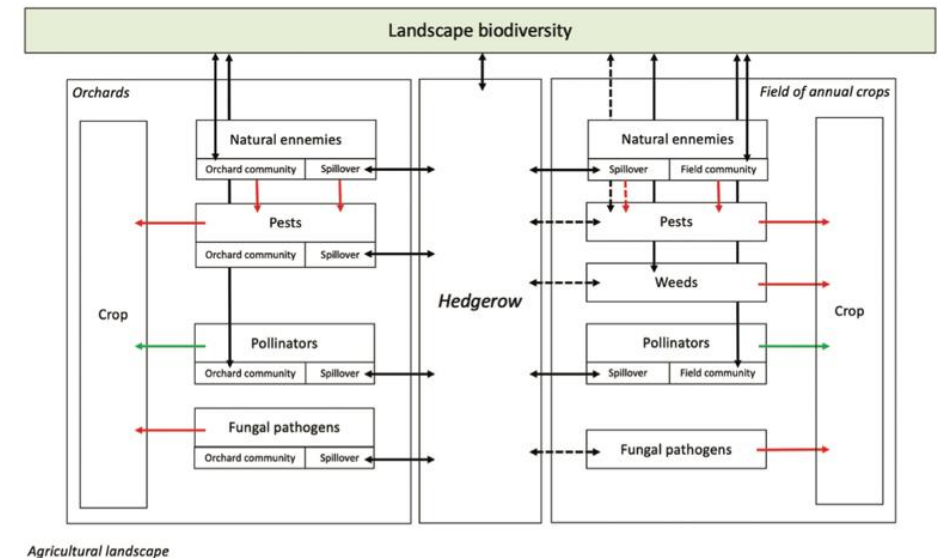 Landscape biodiversity
Orchards
Field of annual crops
Natural ennemies
Orchard community
Spillover
Pests
Orchard community
Spillover
Crop
Pollinators
Orchard community
Spillover
Fungal pathogens
Orchard community
Spillover
Hedgerow
Natural ennemies
Spillover
Field community
Pests
Weeds
Pollinators
Spillover
Field community
Fungal pathogens
Crop
Agricultural landscape